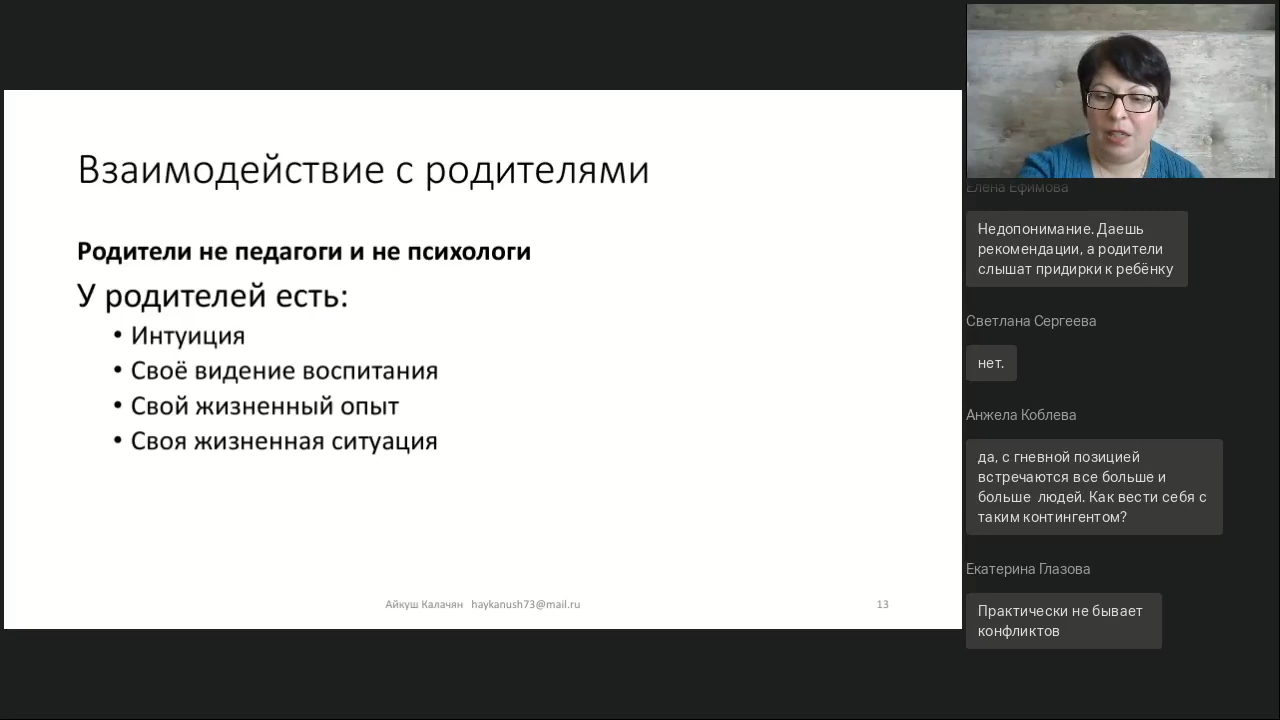 Взаимодействие с родителями
Родители не педагоги и не психологи
У родителей есть:
• Интуиция
• Своё видение воспитания
• Свой жизненный опыт
• Своя жизненная ситуация
Айкуш Калачян haykanush73@mail.ru
13
Елена Ефимова
Недопонимание. Даешь
рекомендации, а родители
слышат придирки к ребёнку
Светлана Сергеева
нет.
Анжела Коблева
да, с гневной позицией
встречаются все больше и
больше людей. Как вести себя с
таким контингентом?
Екатерина Глазова
Практически не бывает
конфликтов